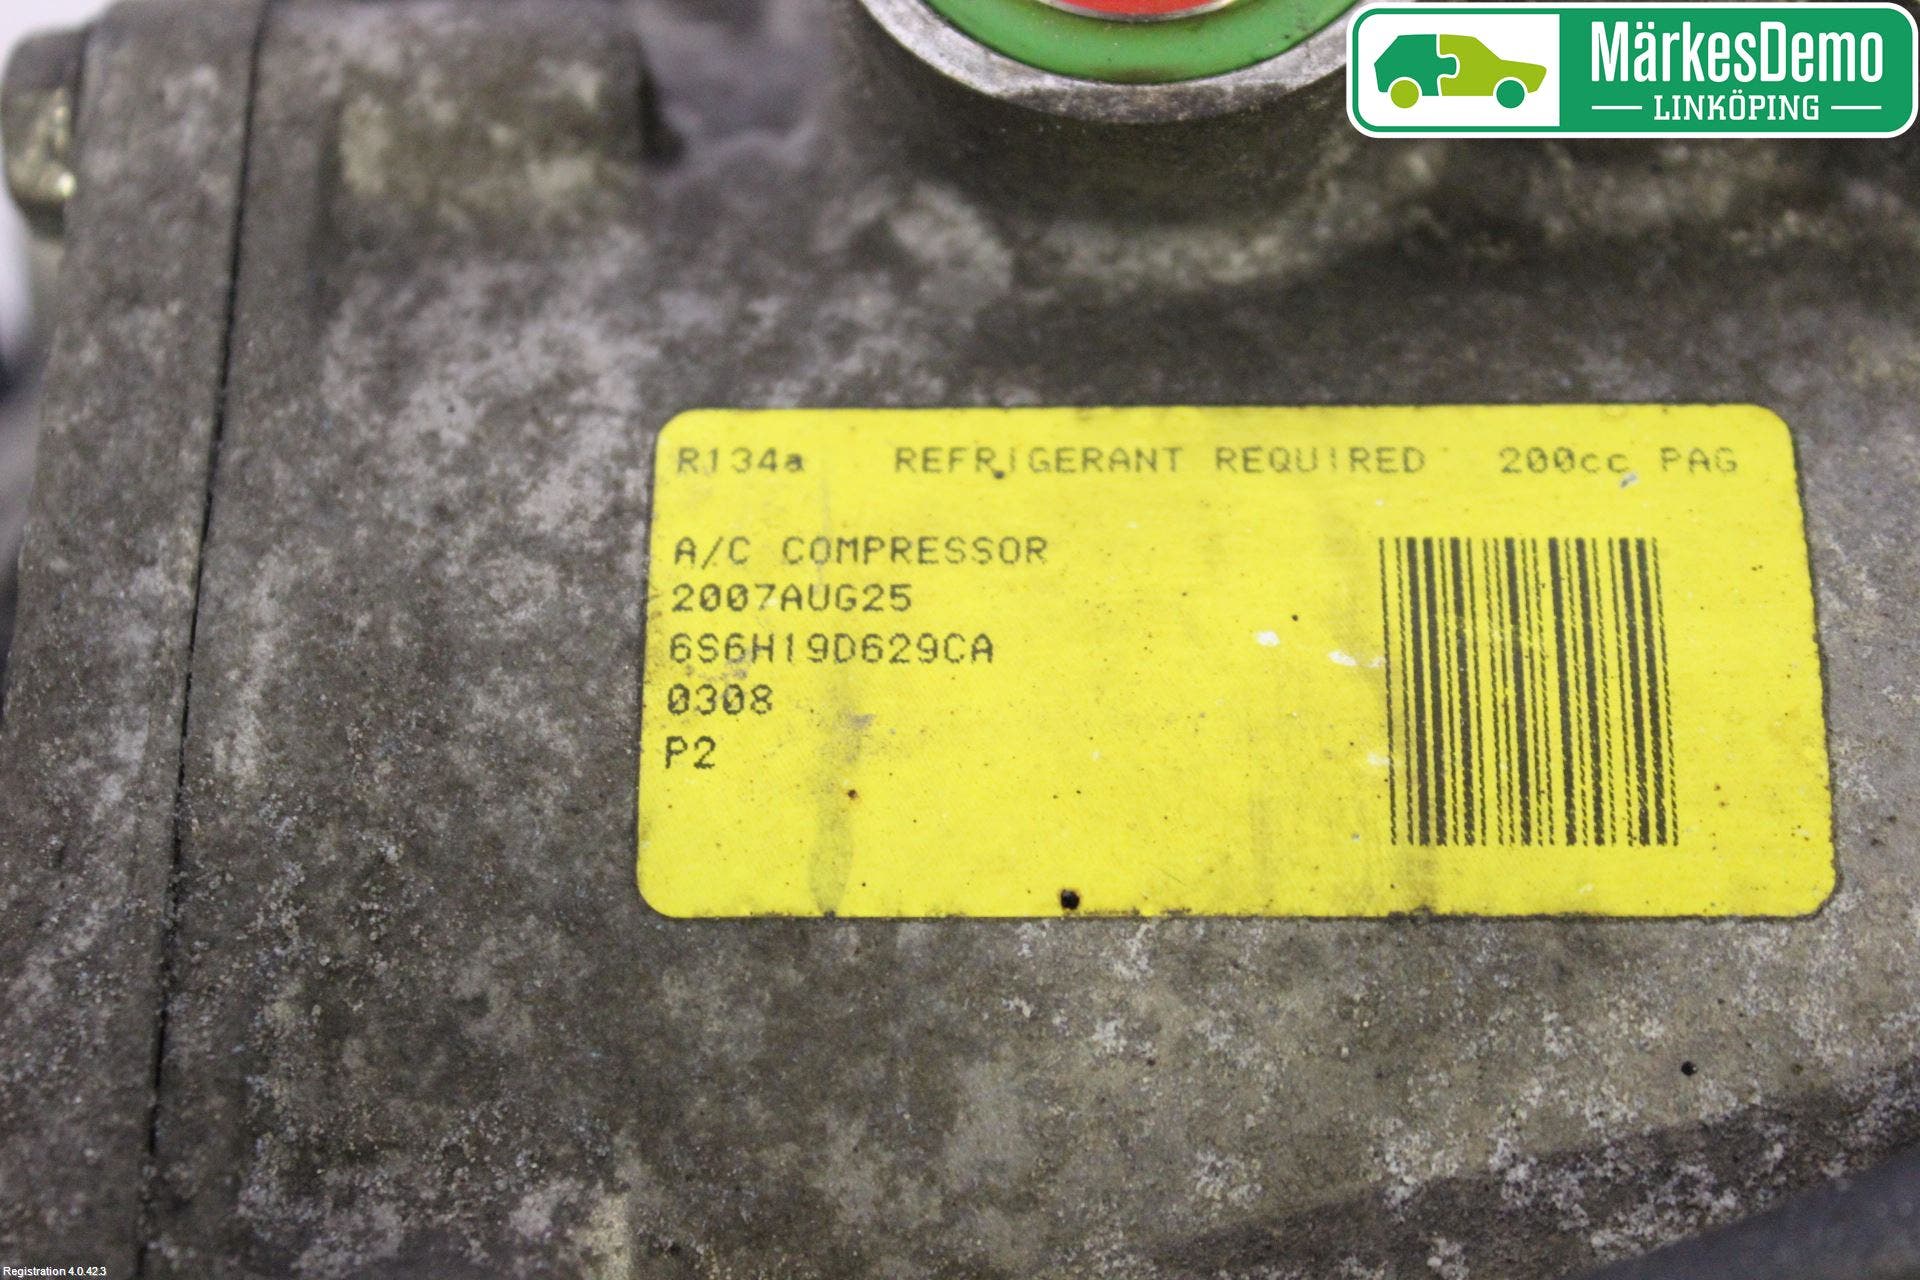 MärkesDemo
LINKÖPING
R134a REFRIGERANT REQUIRED 200cc PAG
A/C COMPRESSOR
2007AUG25
6S6H19D629CA
0308
P2
Registration 4.0.42.3